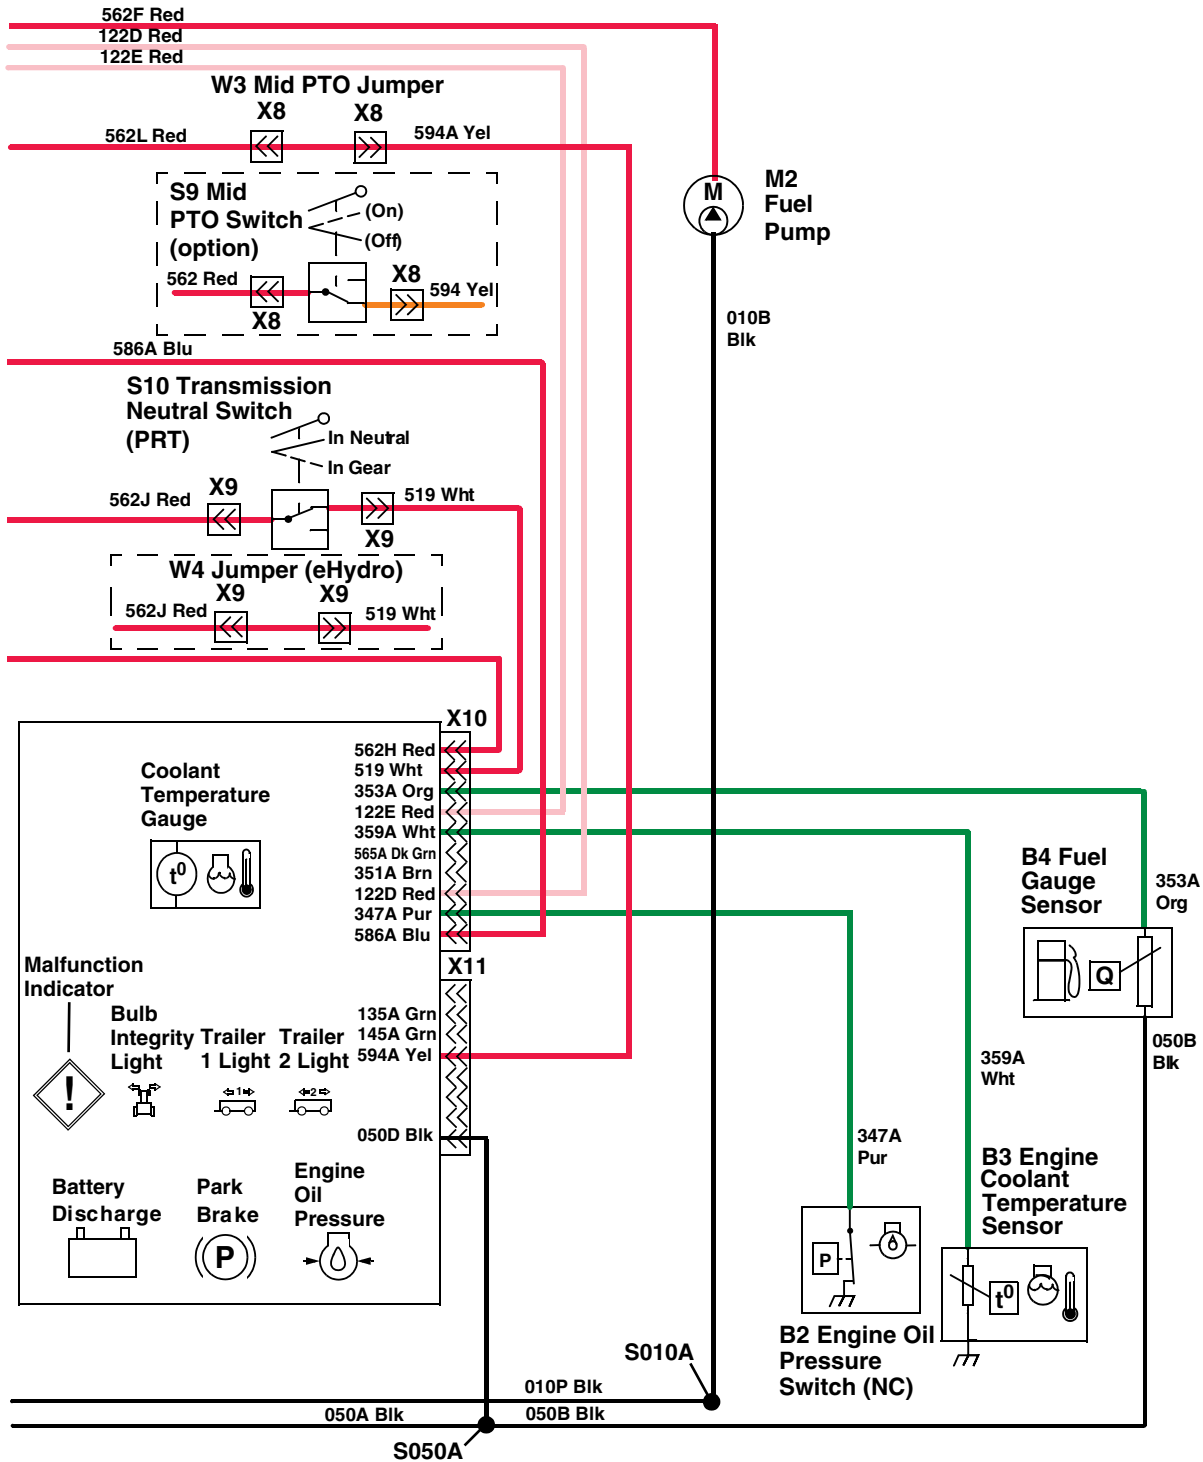 562F Red
122D Red
122E Red
W3 Mid PTO Jumper
X8
X8
562L Red
594A Yel
S9 Mid
PTO Switch
(option)
(On)
(Off)
562 Red
X8
X8
594 Yel
M
M2
Fuel
Pump
010B
Blk
586A Blu
S10 Transmission
Neutral Switch
(PRT)
In Neutral
In Gear
562J Red
X9
519 Wht
X9
W4 Jumper (eHydro)
X9
X9
562J Red
519 Wht
X10
562H Red
519 Wht
353A Org
122E Red
359A Wht
565A Dk Grn
351A Brn
122D Red
347A Pur
586A Blu
Coolant
Temperature
Gauge
t⁰
X11
135A Grn
145A Grn
594A Yel
050D Blk
Malfunction
Indicator
!
Bulb
Integrity
Light
Trailer
1 Light
1
Trailer
2 Light
2
Battery
Discharge
Park
Brake
P
Engine
Oil
Pressure
B4 Fuel
Gauge
Sensor
353A
Org
Q
050B
Blk
359A
Wht
347A
Pur
B3 Engine
Coolant
Temperature
Sensor
t⁰
P
B2 Engine Oil
Pressure
Switch (NC)
S010A
010P Blk
050A Blk
050B Blk
S050A